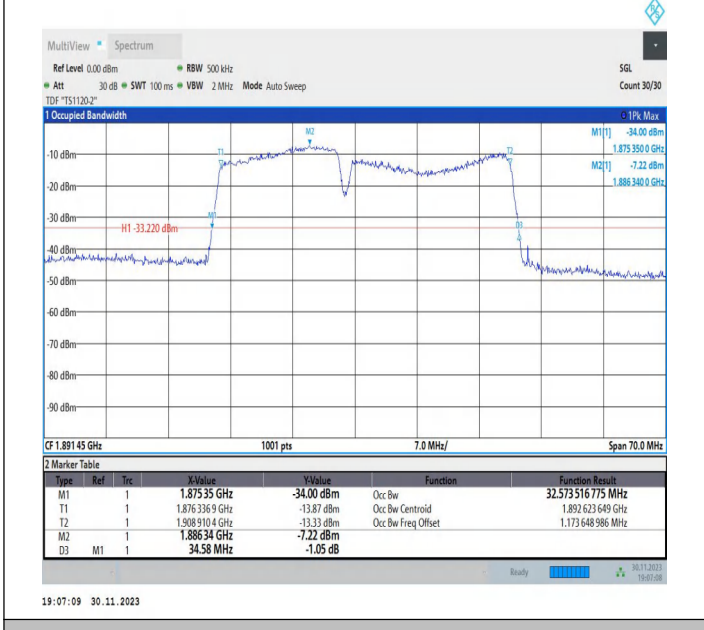 MultiView Spectrum
Ref Level 0.00 dBm RBW 500 kHz SGL
Att 30 dB SWT 100 ms VBW 2 MHz Mode Auto Sweep Count 30/30
TDF "TS1120-2"
1 Occupied Bandwidth 1Pk Max
M1[1] -34.00 dBm
1.875 350 0 GHz
M2[1] -7.22 dBm
1.886 340 0 GHz
M2
T1
T2
-10 dBm
-20 dBm
-30 dBm
M1
D3
H1 -33.220 dBm
-40 dBm
-50 dBm
-60 dBm
-70 dBm
-80 dBm
-90 dBm
CF 1.891 45 GHz 1001 pts 7.0 MHz/ Span 70.0 MHz
2 Marker Table
Type Ref Trc X-Value Y-Value Function Function Result
M1 1 1.875 35 GHz -34.00 dBm Occ Bw 32.573 516 775 MHz
T1 1 1.876 336 9 GHz -13.87 dBm Occ Bw Centroid 1.892 623 649 GHz
T2 1 1.908 910 4 GHz -13.33 dBm Occ Bw Freq Offset 1.173 648 986 MHz
M2 1 1.886 34 GHz -7.22 dBm
D3 M1 1 34.58 MHz -1.05 dB
Ready 30.11.2023
19:07:08
19:07:09 30.11.2023